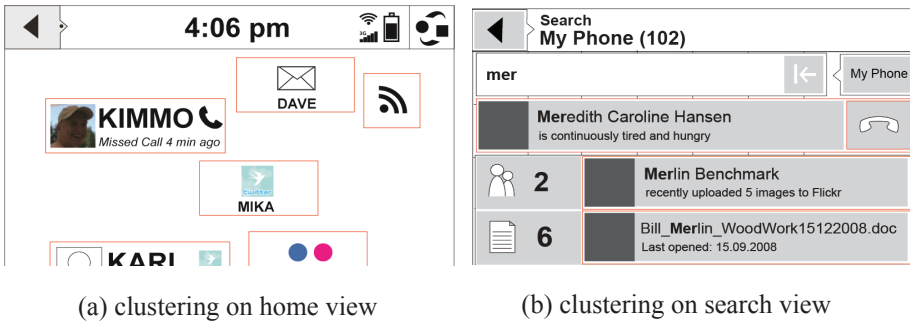 4:06 pm
3G
DAVE
KIMMO
Missed Call 4 min ago
twitter
MIKA
KARI
(a) clustering on home view
Search
My Phone (102)
mer
My Phone
Meredith Caroline Hansen
is continuously tired and hungry
2
Merlin Benchmark
recently uploaded 5 images to Flickr
6
Bill_Merlin_WoodWork15122008.doc
Last opened: 15.09.2008
(b) clustering on search view